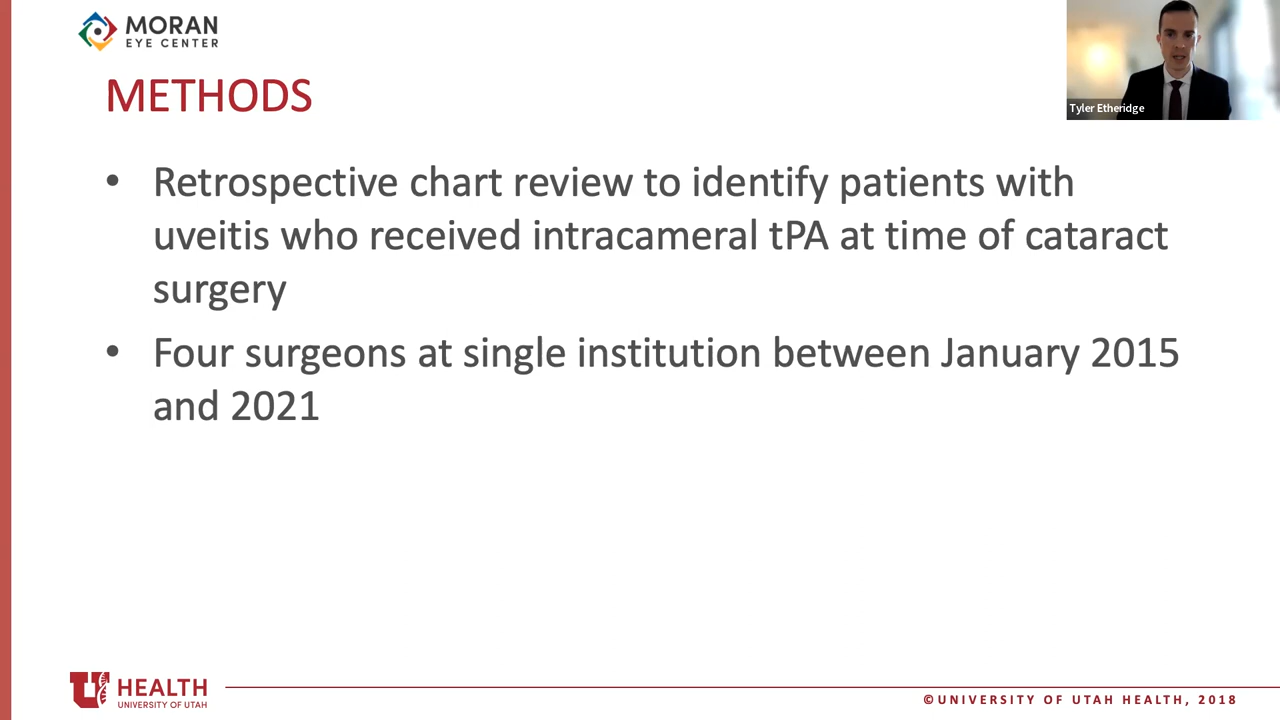 MORAN
EYE CENTER
Tyler Etheridge
METHODS
• Retrospective chart review to identify patients with
uveitis who received intracameral tPA at time of cataract
surgery
• Four surgeons at single institution between January 2015
and 2021
U HEALTH
UNIVERSITY OF UTAH
©UNIVERSITY OF UTAH HEALTH, 2018